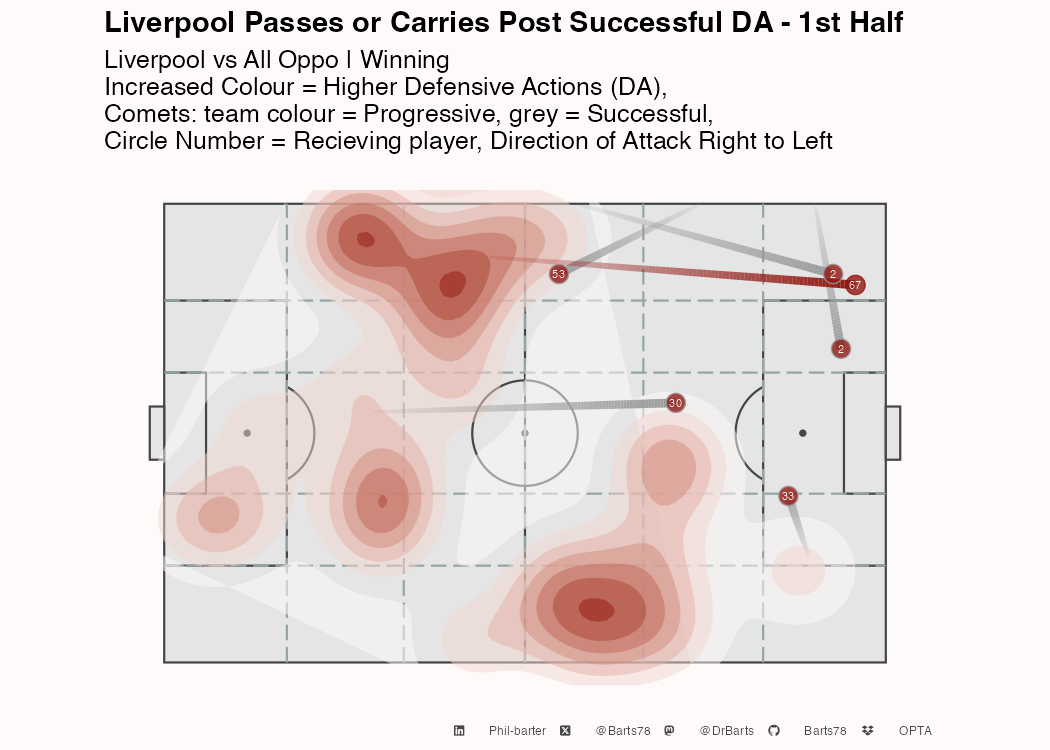 Liverpool Passes or Carries Post Successful DA - 1st Half
Liverpool vs All Oppo | Winning
Increased Colour = Higher Defensive Actions (DA),
Comets: team colour = Progressive, grey = Successful,
Circle Number = Recieving player, Direction of Attack Right to Left
53
2
67
2
30
33
Phil-barter @Barts78 @DrBarts Barts78 OPTA